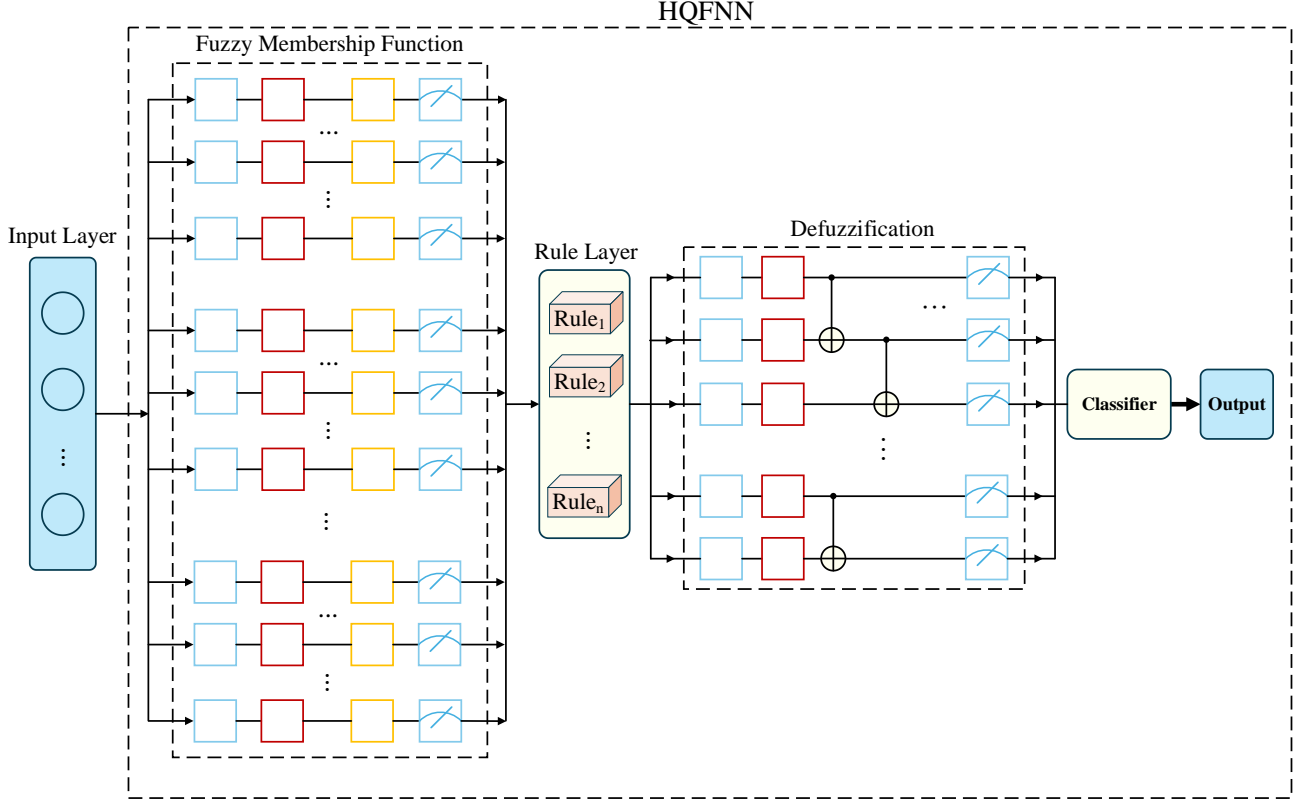 HQFNN
Fuzzy Membership Function
Input Layer
Rule Layer
Rule₁
Rule₂
Ruleₙ
Defuzzification
Classifier
Output